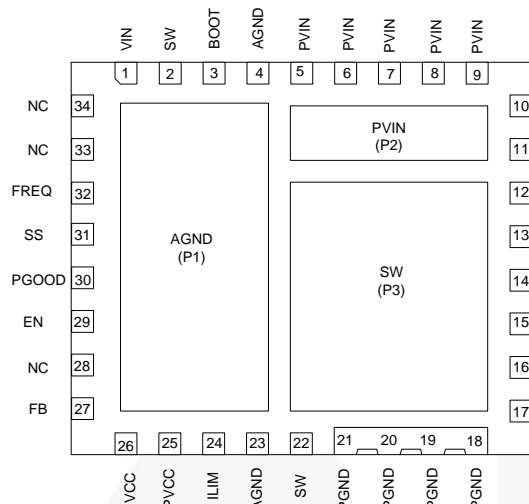 VIN SW BOOT AGND PVIN PVIN PVIN PVIN PVIN
1 2 3 4 5 6 7 8 9
NC 34 10
NC 33 11
PVIN
(P2)
FREQ 32 12
SS 31 13
AGND
(P1)
SW
(P3)
PGOOD 30 14
EN 29 15
NC 28 16
FB 27 17
26 25 24 23 22 21 20 19 18
VCC PVCC ILIM AGND SW PGND PGND PGND PGND